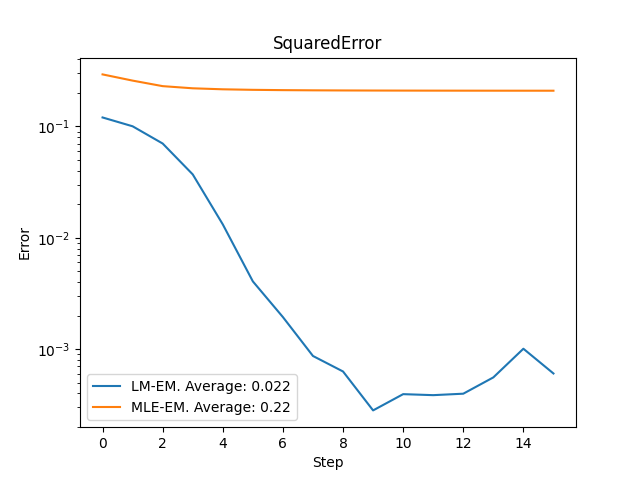 SquaredError
Error
10⁻¹
10⁻²
10⁻³
LM-EM. Average: 0.022
MLE-EM. Average: 0.22
0 2 4 6 8 10 12 14
Step